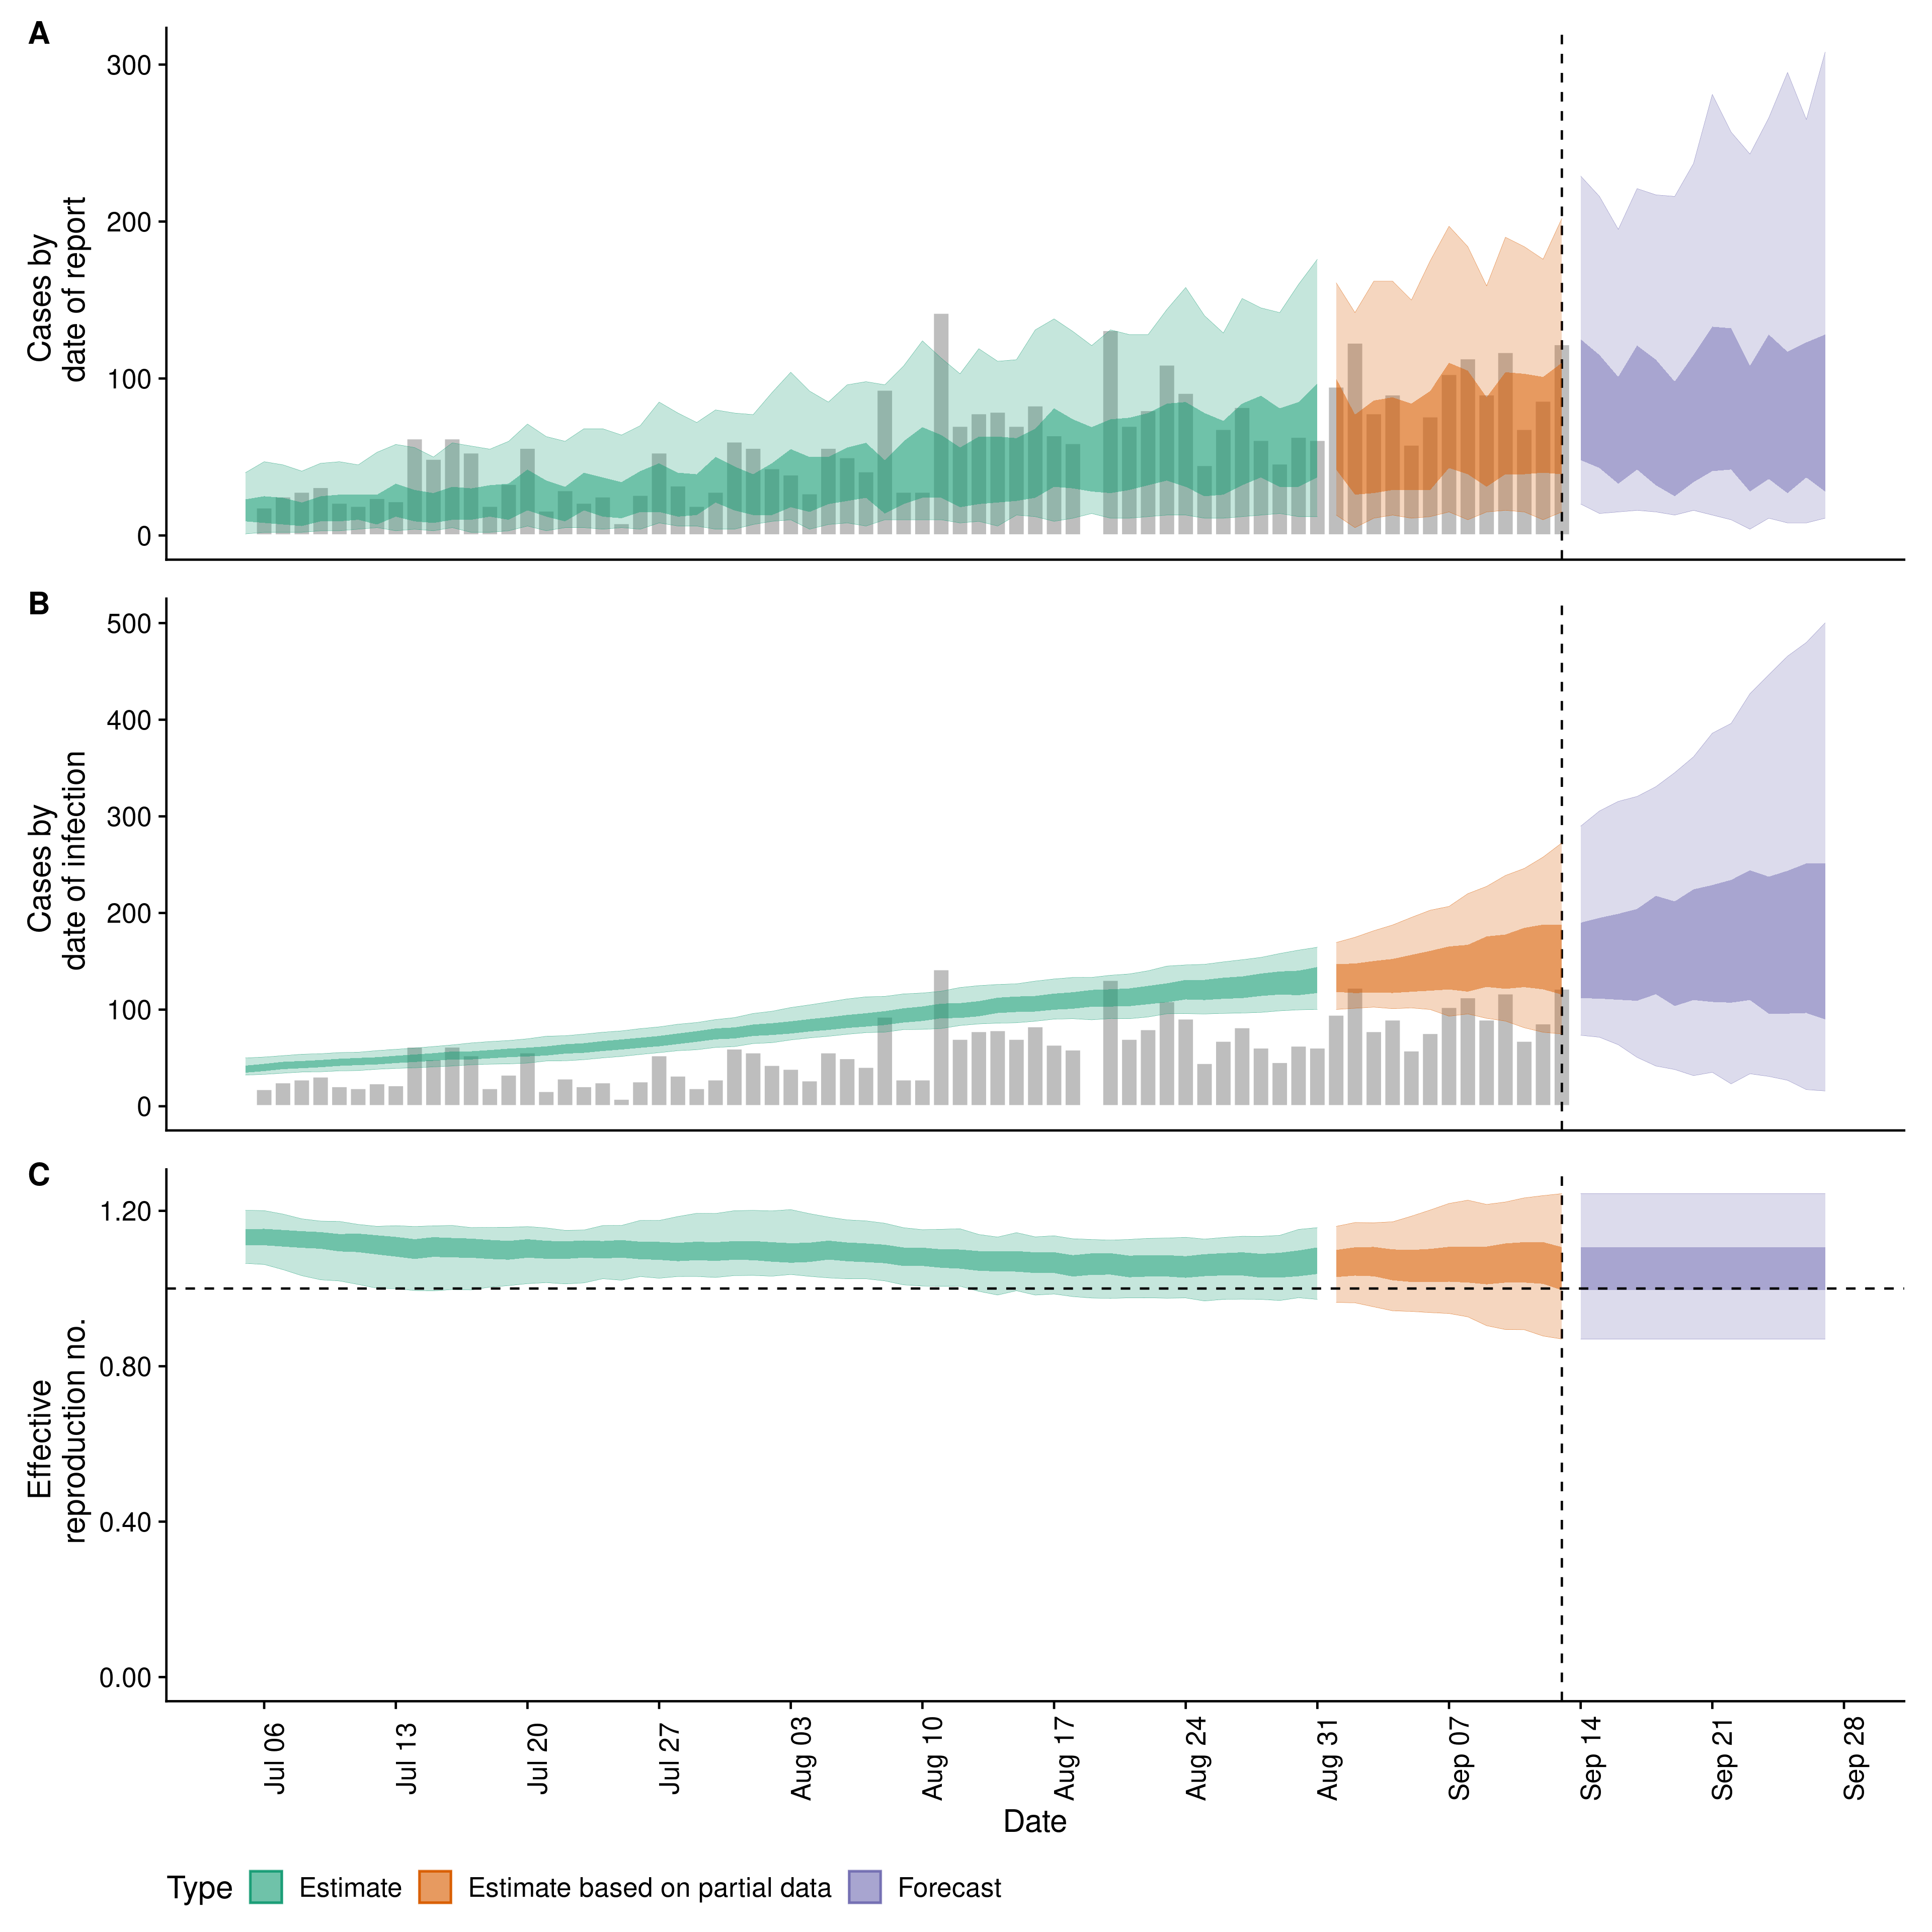 A
Cases by
date of report
300
200
100
0
B
Cases by
date of infection
500
400
300
200
100
0
C
Effective
reproduction no.
1.20
0.80
0.40
0.00
Jul 06
Jul 13
Jul 20
Jul 27
Aug 03
Aug 10
Aug 17
Aug 24
Aug 31
Sep 07
Sep 14
Sep 21
Sep 28
Date
Type Estimate Estimate based on partial data Forecast